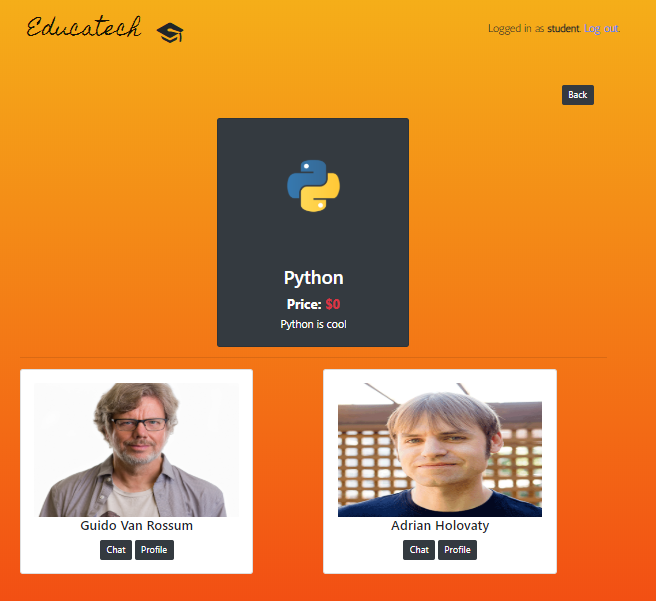 Educatech
Logged in as student. Log out.
Back
Python
Price: $0
Python is cool
Guido Van Rossum
Chat Profile
Adrian Holovaty
Chat Profile